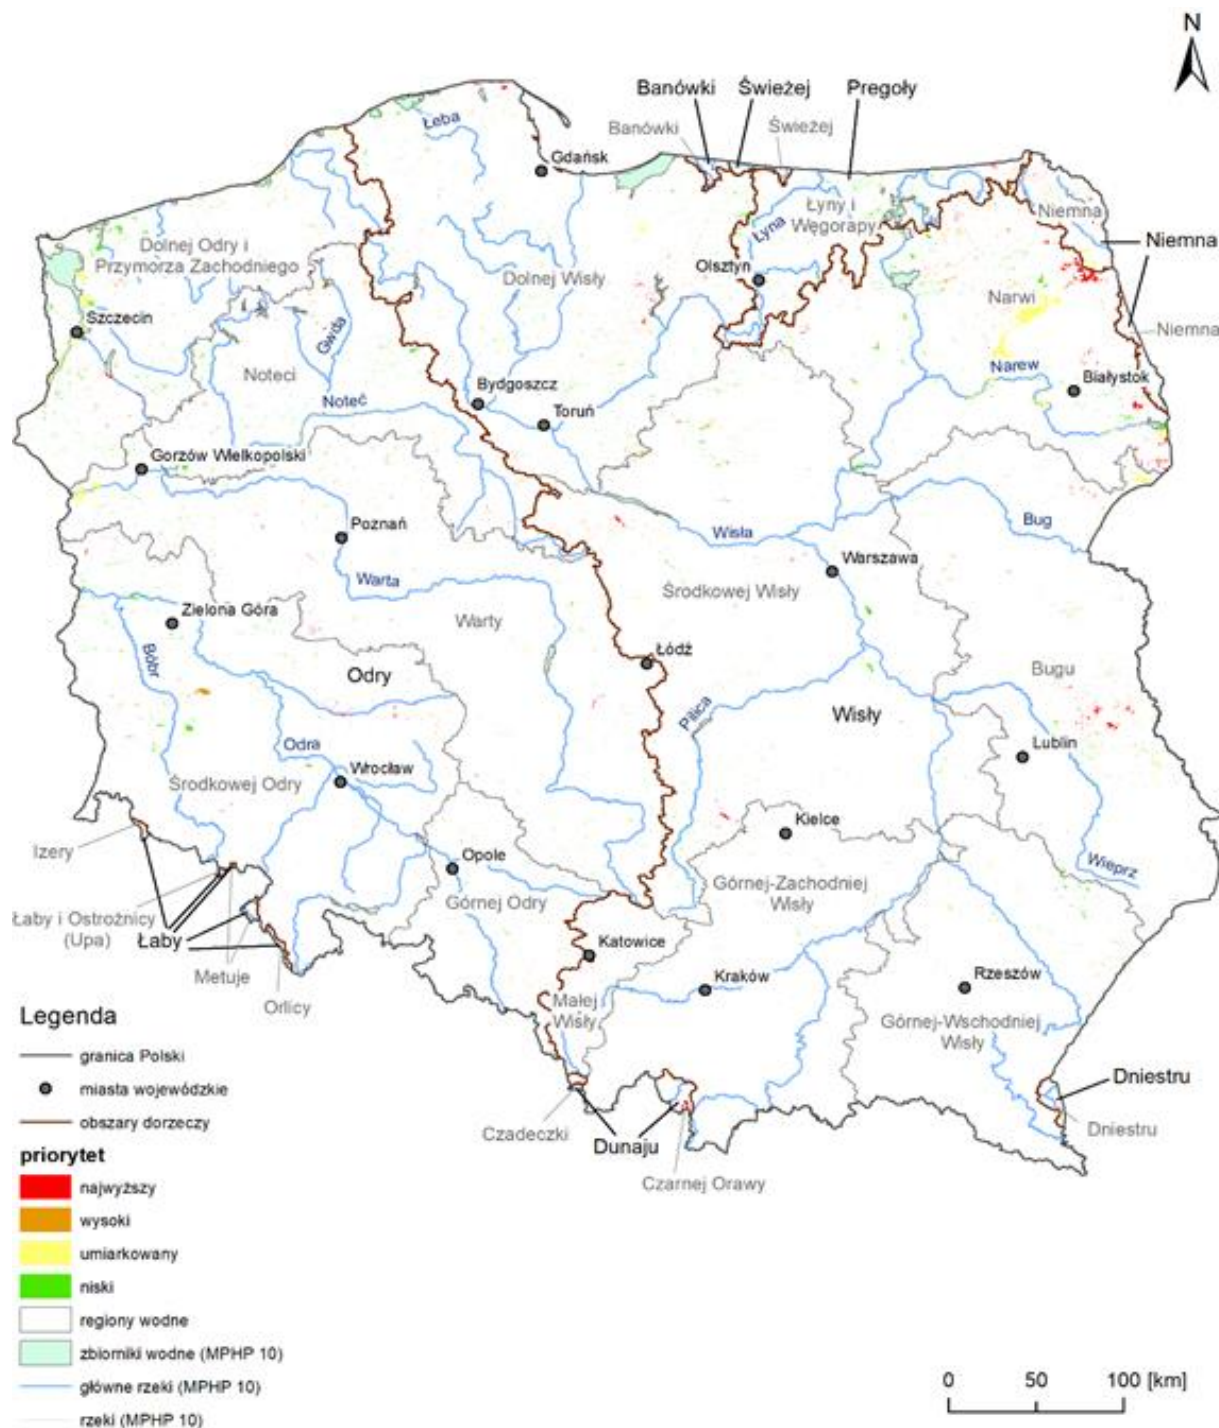 N
Banówki
Świeżej
Pregoły
Banówki
Świeżej
Łeba
Gdańsk
Łyna
Łyny i
Węgorapy
Niemna
Niemna
Dolnej Odry i
Przymorza Zachodniego
Dolnej Wisły
Olsztyn
Narwi
Szczecin
Gwda
Niemna
Noteci
Narew
Białystok
Bydgoszcz
Noteć
Toruń
Gorzów Wielkopolski
Poznań
Wisła
Bug
Warszawa
Warta
Środkowej Wisły
Zielona Góra
Warty
Bóbr
Łódź
Odry
Bugu
Pilica
Wisły
Odra
Lublin
Środkowej Odry
Wrocław
Kielce
Izery
Opole
Wieprz
Górnej Odry
Górnej-Zachodniej
Wisły
Łaby i Ostrożnicy
(Upa)
Łaby
Katowice
Metuje
Kraków
Rzeszów
Orlicy
Małej
Wisły
Górnej-Wschodniej
Wisły
Dniestru
Czadeczki
Dunaju
Dniestru
Czarnej Orawy
Legenda
granica Polski
miasta wojewódzkie
obszary dorzeczy
priorytet
najwyższy
wysoki
umiarkowany
niski
regiony wodne
zbiorniki wodne (MPHP 10)
główne rzeki (MPHP 10)
rzeki (MPHP 10)
0 50 100 [km]